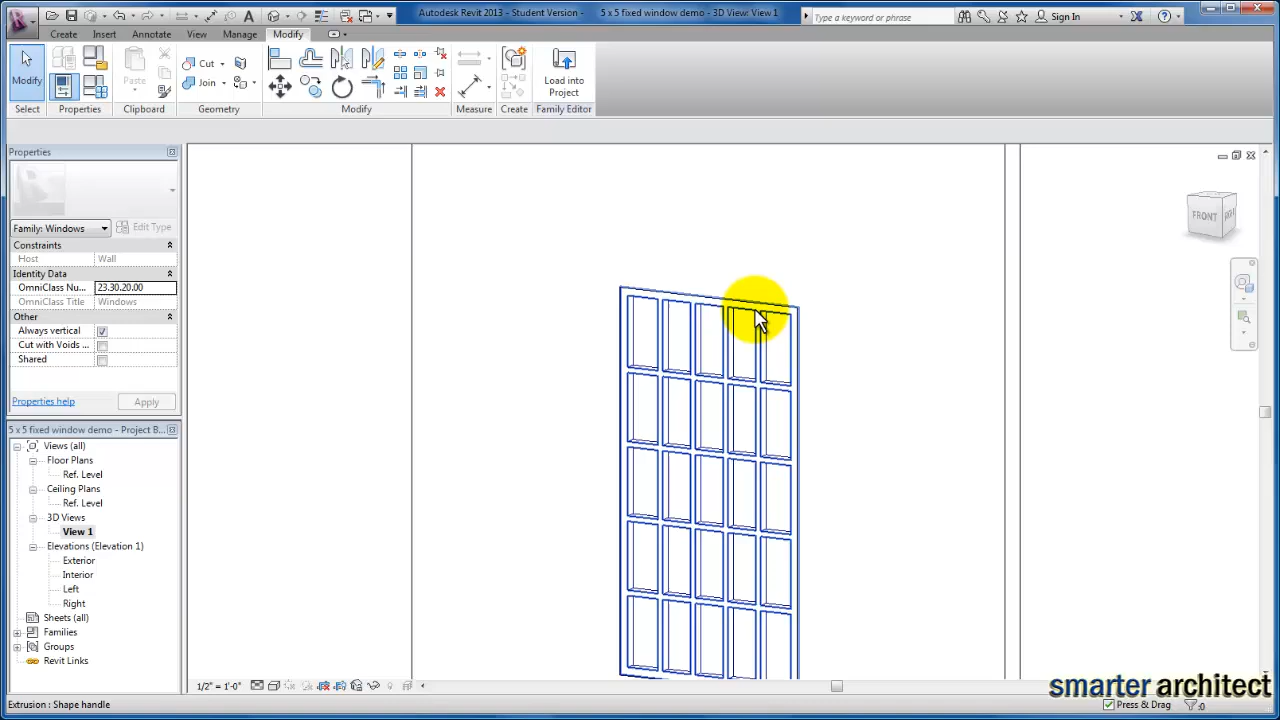 Autodesk Revit 2013 - Student Version - 5 x 5 fixed window demo - 3D View: View 1
Type a keyword or phrase
Sign In
Create Insert Annotate View Manage Modify
Modify
Paste
Cut
Join
Load into
Project
Select Properties Clipboard Geometry Modify Measure Create Family Editor
Properties
Family: Windows
Edit Type
Constraints
Host Wall
Identity Data
OmniClass Nu... 23.30.20.00
OmniClass Title Windows
Other
Always vertical
Cut with Voids ...
Shared
Properties help
Apply
5 x 5 fixed window demo - Project B...
Views (all)
Floor Plans
Ref. Level
Ceiling Plans
Ref. Level
3D Views
View 1
Elevations (Elevation 1)
Exterior
Interior
Left
Right
Sheets (all)
Families
Groups
Revit Links
FRONT
1/2" = 1'-0"
smarter architect
Extrusion : Shape handle
Press & Drag
:0